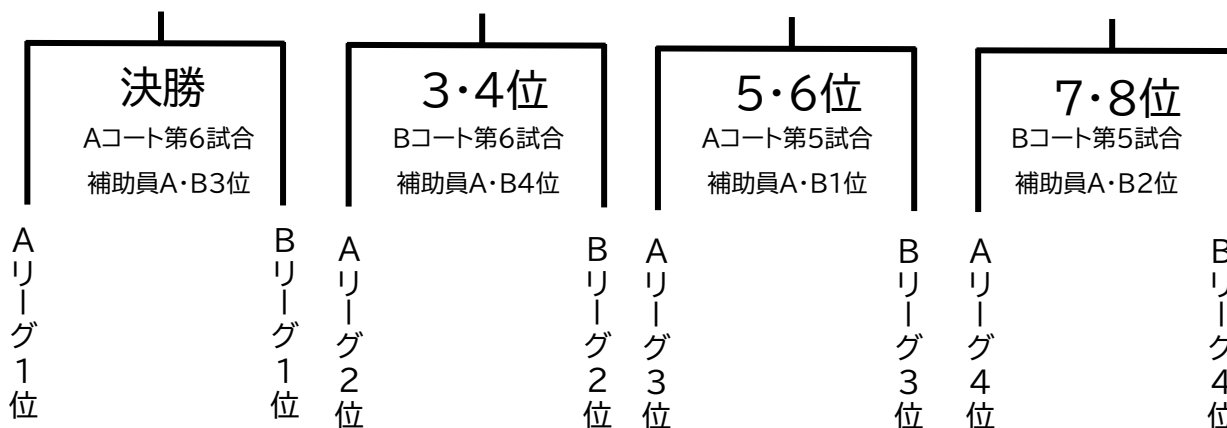 決勝
Aコート第6試合
補助員A・B3位
Aリーグ1位
Bリーグ1位
3・4位
Bコート第6試合
補助員A・B4位
Aリーグ2位
Bリーグ2位
5・6位
Aコート第5試合
補助員A・B1位
Aリーグ3位
Bリーグ3位
7・8位
Bコート第5試合
補助員A・B2位
Aリーグ4位
Bリーグ4位